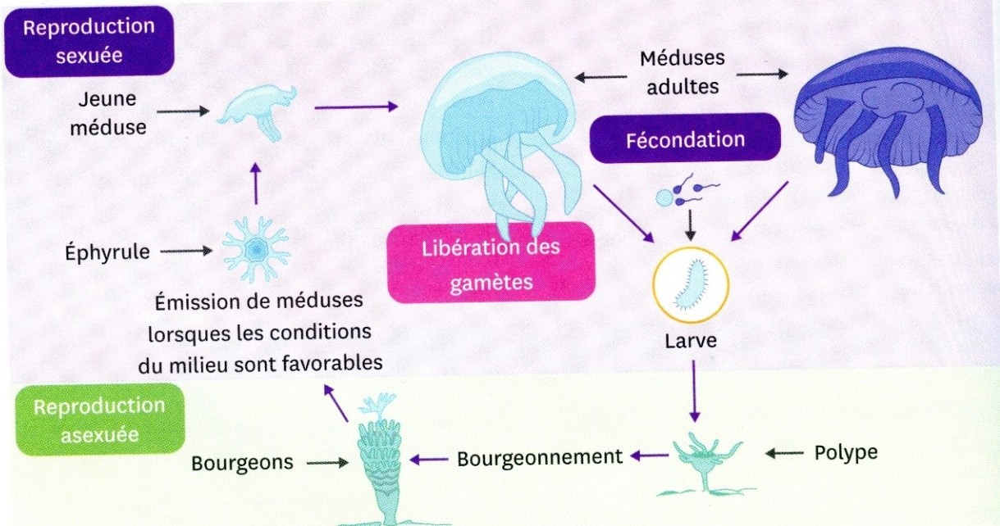 Reproduction
sexuée
Jeune
méduse
Méduses
adultes
Fécondation
Éphyrule
Libération des
gamètes
Émission de méduses
lorsques les conditions
du milieu sont favorables
Larve
Reproduction
asexuée
Bourgeons
Bourgeonnement
Polype